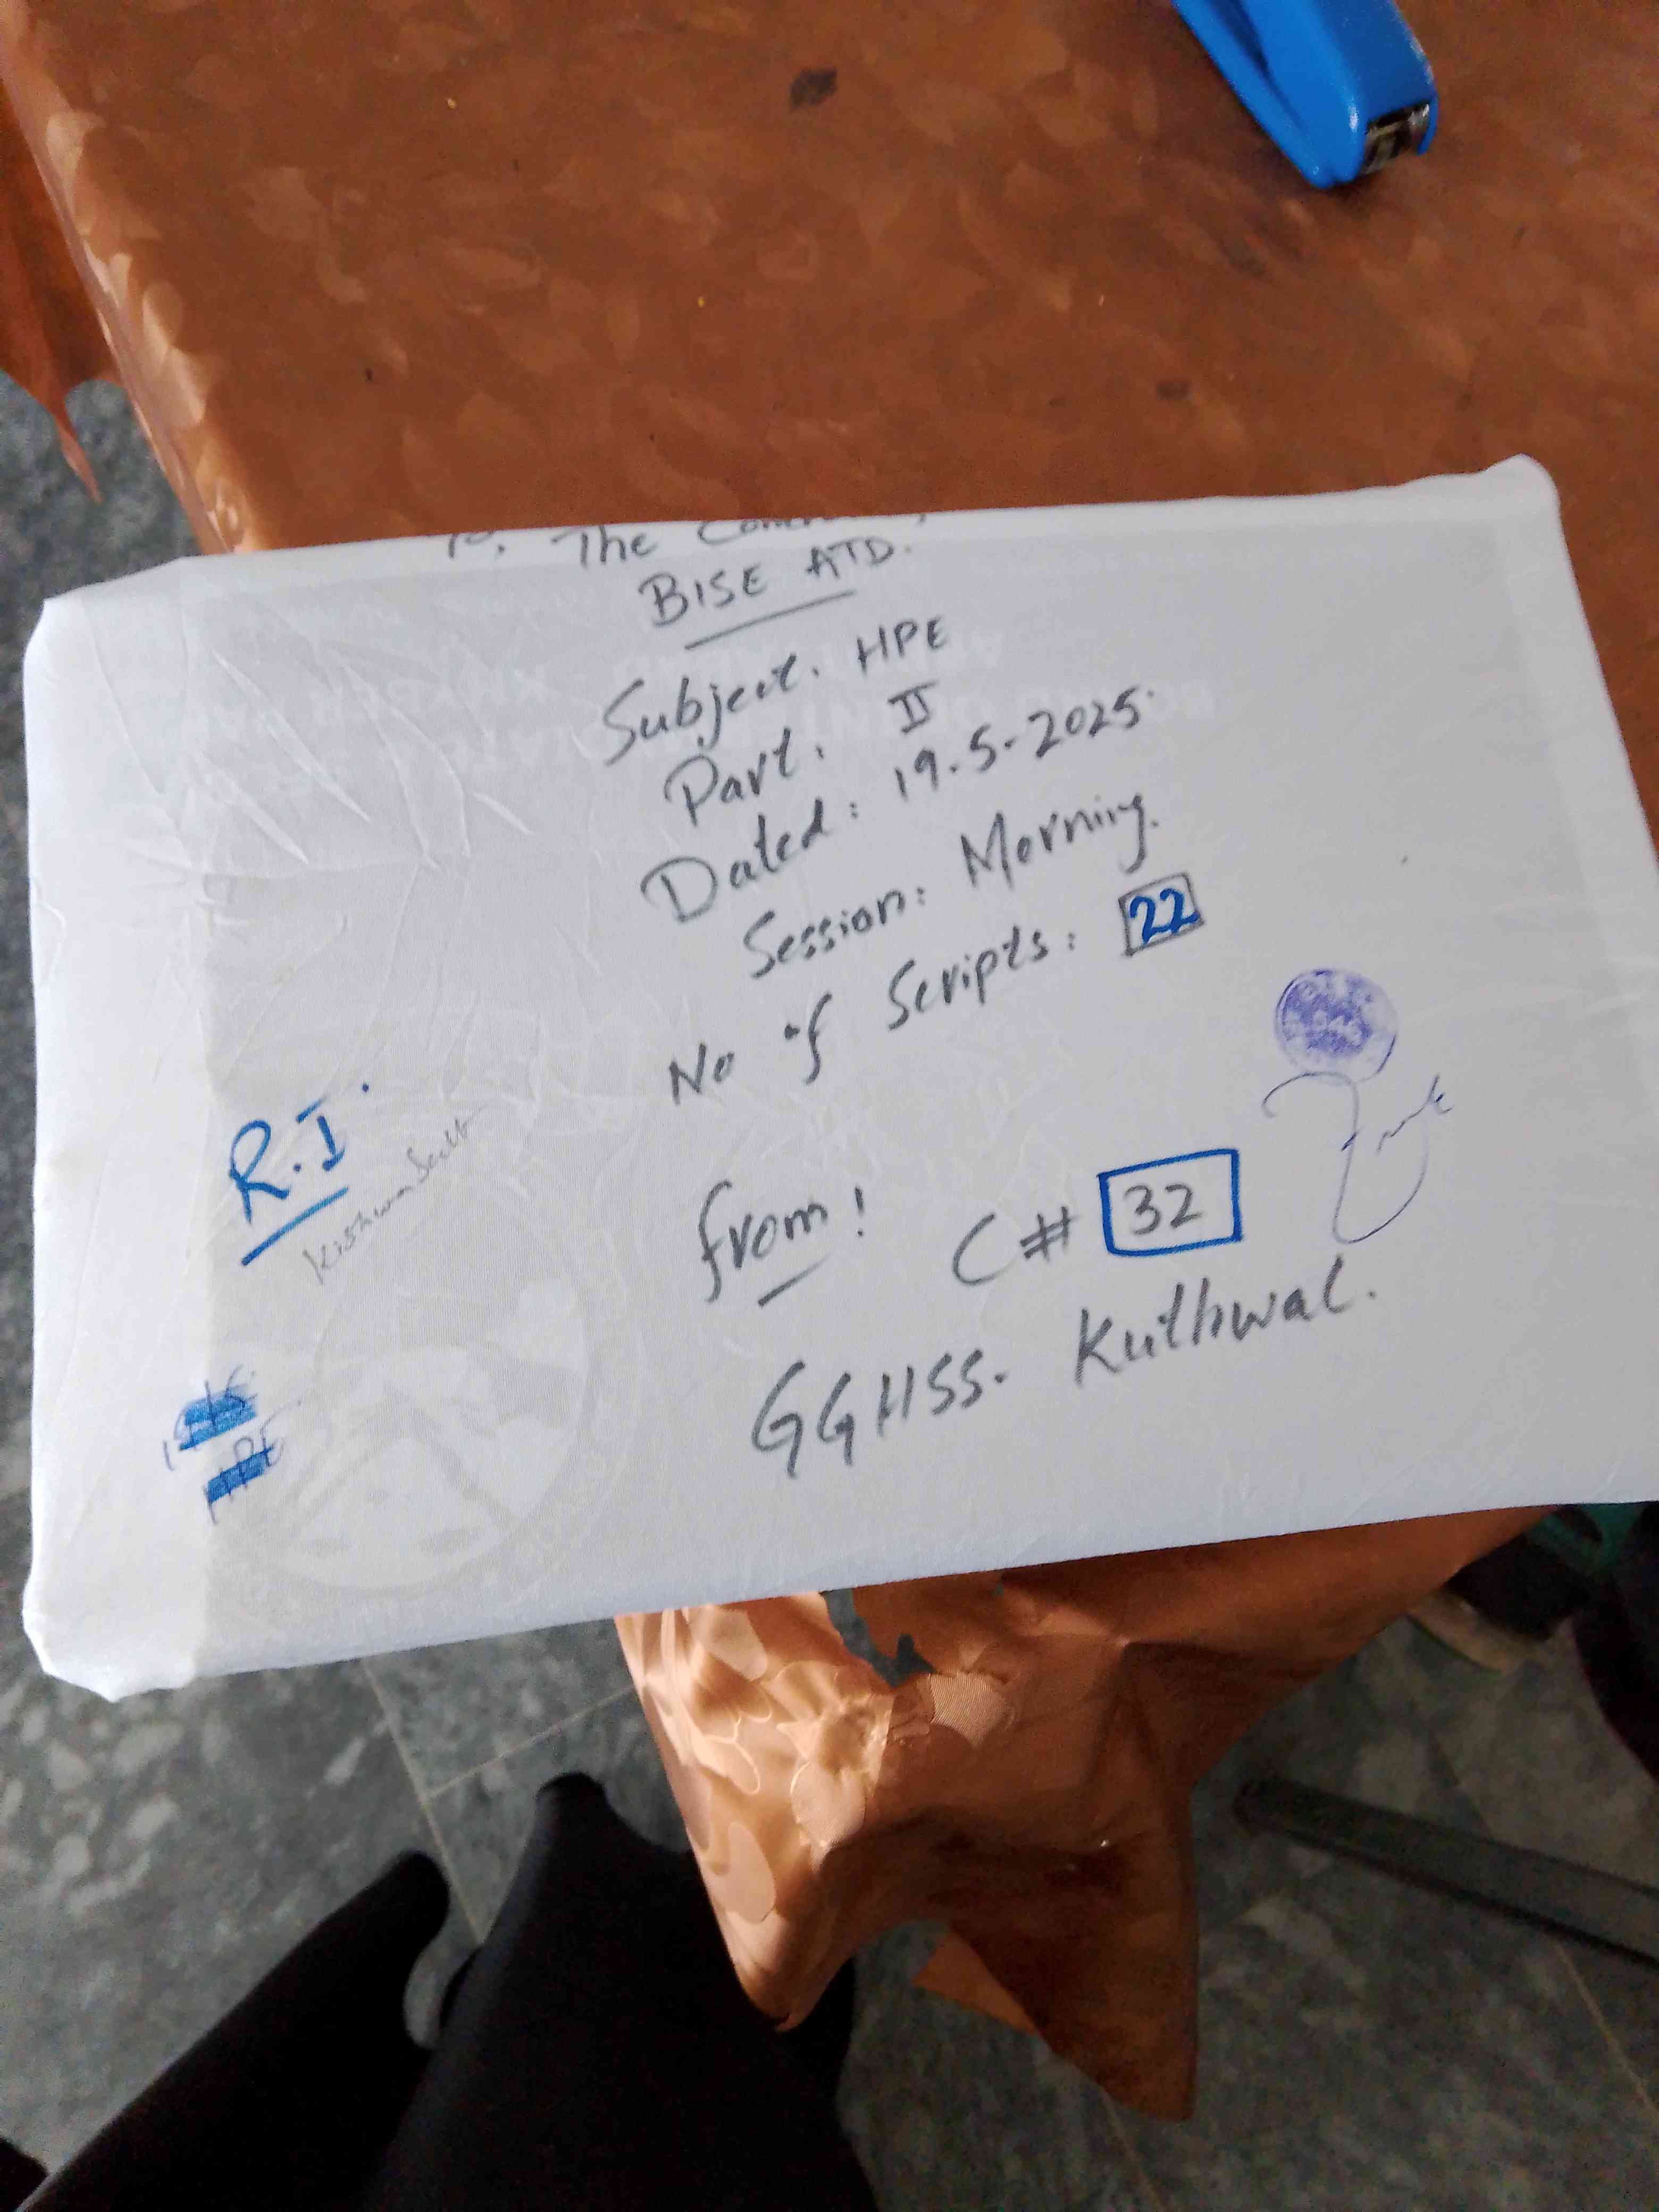 To, The
BISE ATD.
Subject. HPE
Part: II
Dated: 19.5-2025.
Session: Morning.
No of Scripts: 22
R.I.
from! C# 32
GGHSS. Kuthwal.